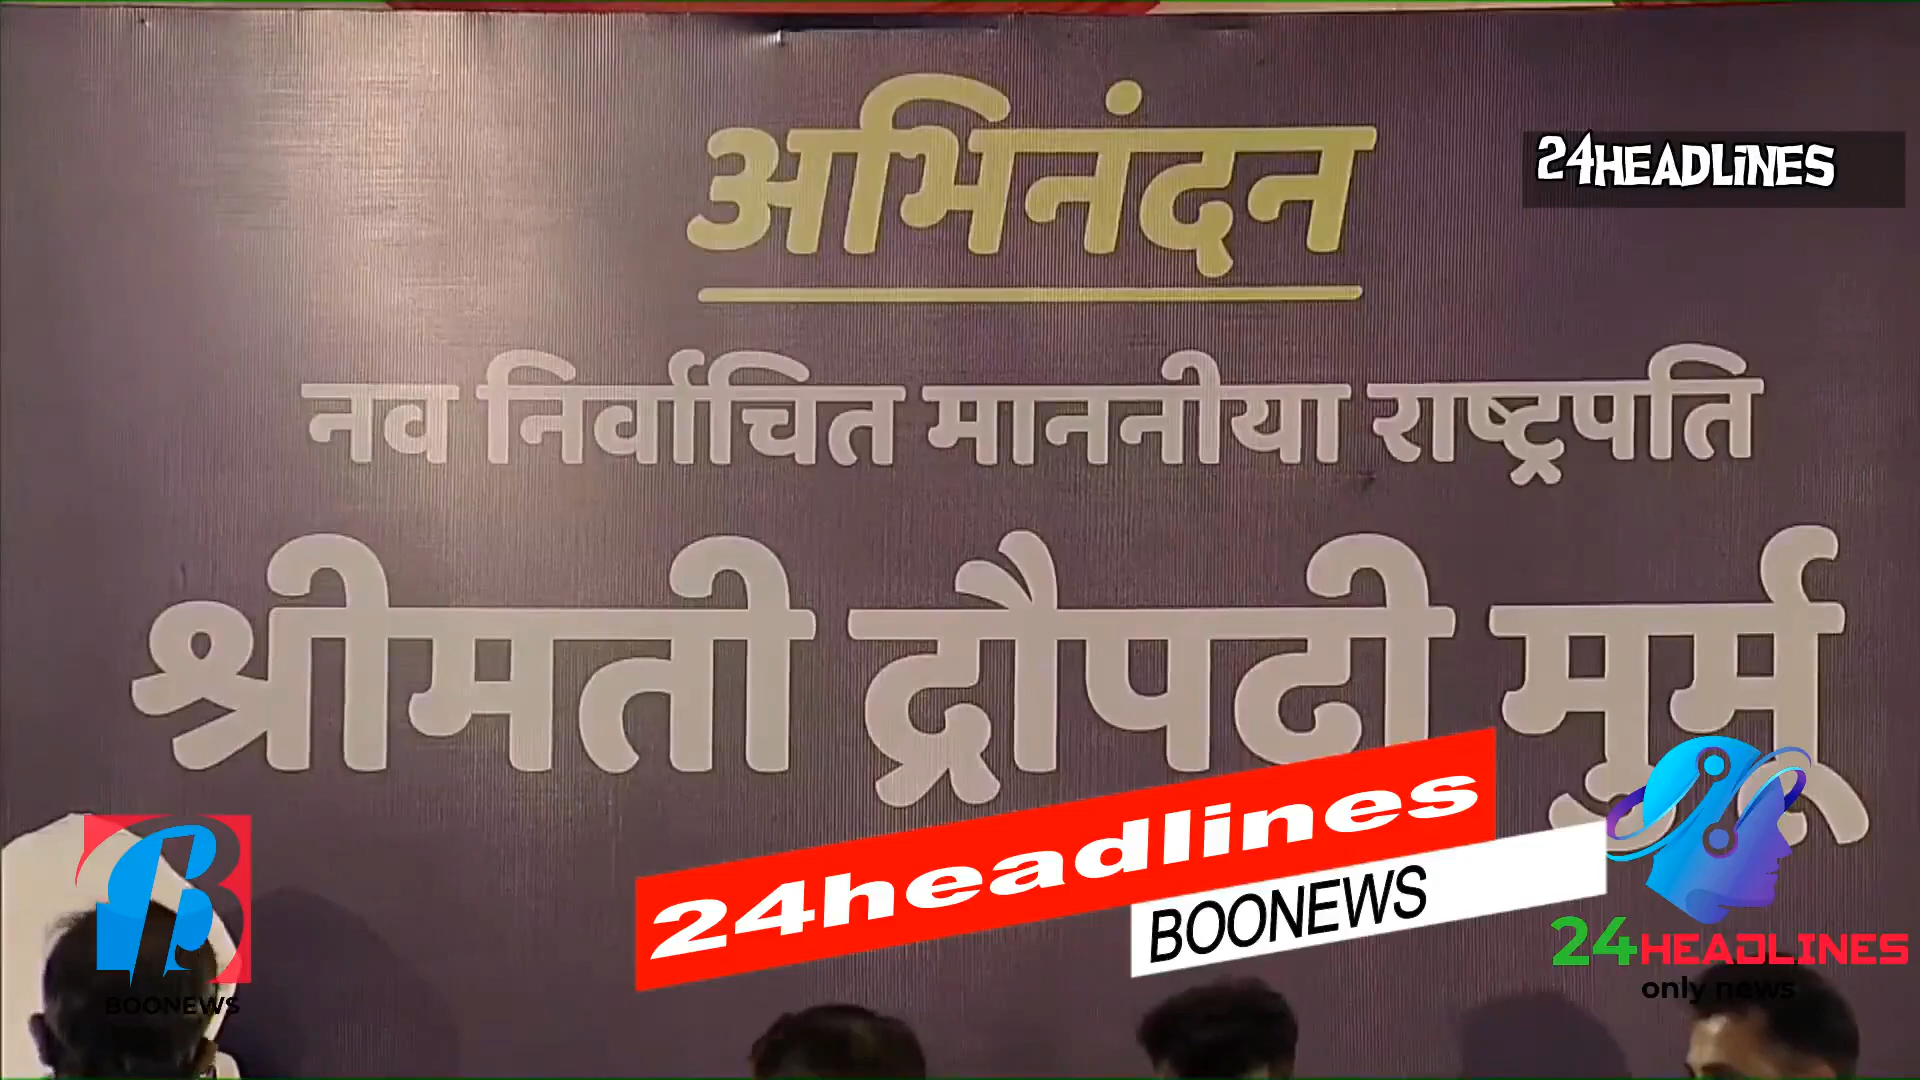 अभिनंदन
24HEADLINES
नव निर्वाचित माननीया राष्ट्रपति
श्रीमती द्रौपदी मुर्मू
24headlines
BOONEWS
BOONEWS
24HEADLINES
only news